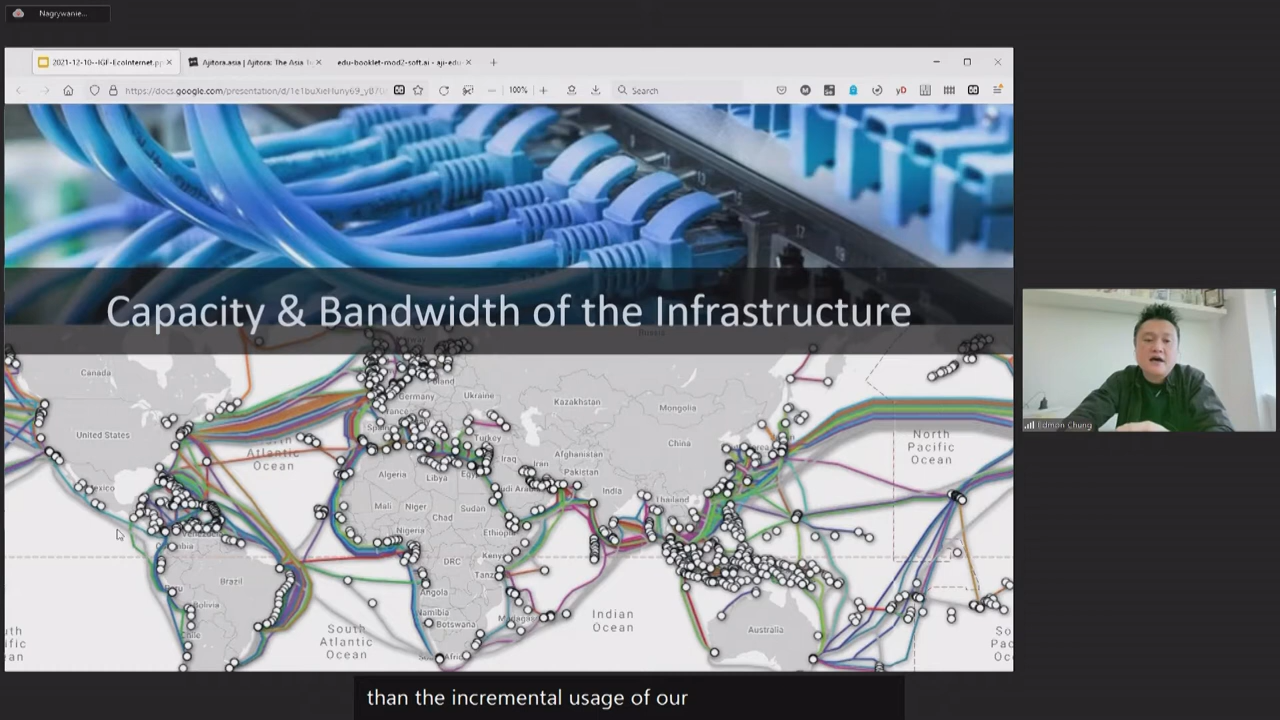 Nagrywanie...
2021-12-10--IGF-EcoInternet.pp
Ajitora.asia | Ajitora: The Asia
edu-booklet-mod2-soft.ai - aji-edu
https://docs.google.com/presentation/d/
100%
Search
Capacity & Bandwidth of the Infrastructure
Canada
Poland
Germany
Ukraine
Kazakhstan
Mongolia
United States
Spain
Turkey
China
North
Pacific
Ocean
Atlantic
Ocean
Afghanistan
Iraq
Iran
Pakistan
Algeria
Libya
Mexico
India
Mali
Niger
Chad
Sudan
Thailand
Nigeria
Ethiopia
DRC
Brazil
Angola
Bolivia
Namibia
Botswana
Indian
Ocean
Australia
South
Atlantic
Ocean
Edmon Chung
than the incremental usage of our